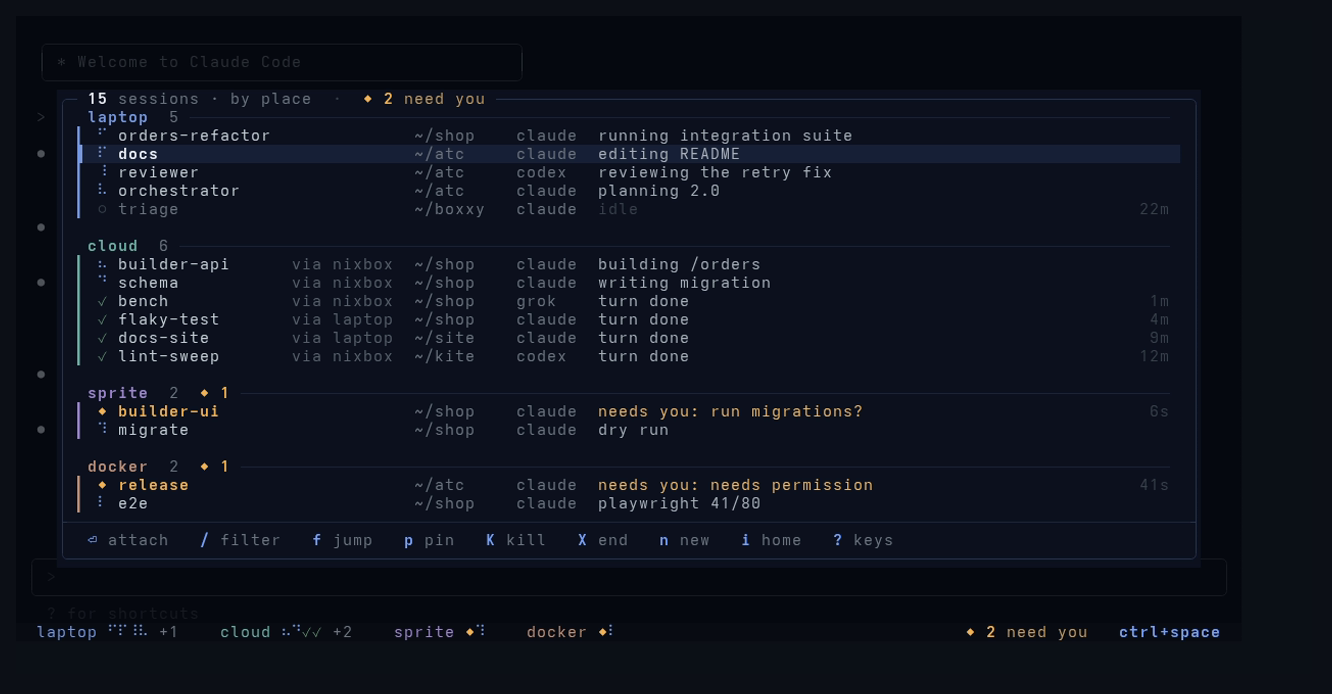 * Welcome to Claude Code
15 sessions · by place · ◆ 2 need you
laptop 5
orders-refactor ~/shop claude running integration suite
docs ~/atc claude editing README
reviewer ~/atc codex reviewing the retry fix
orchestrator ~/atc claude planning 2.0
○ triage ~/boxxy claude idle 22m
cloud 6
builder-api via nixbox ~/shop claude building /orders
schema via nixbox ~/shop claude writing migration
✓ bench via nixbox ~/shop grok turn done 1m
✓ flaky-test via laptop ~/shop claude turn done 4m
✓ docs-site via laptop ~/site claude turn done 9m
✓ lint-sweep via nixbox ~/kite codex turn done 12m
sprite 2 ◆ 1
◆ builder-ui ~/shop claude needs you: run migrations? 6s
migrate ~/shop claude dry run
docker 2 ◆ 1
◆ release ~/atc claude needs you: needs permission 41s
e2e ~/shop claude playwright 41/80
⏎ attach / filter f jump p pin K kill X end n new i home ? keys
>
? for shortcuts
laptop +1 cloud ✓✓ +2 sprite ◆ docker ◆ ◆ 2 need you ctrl+space